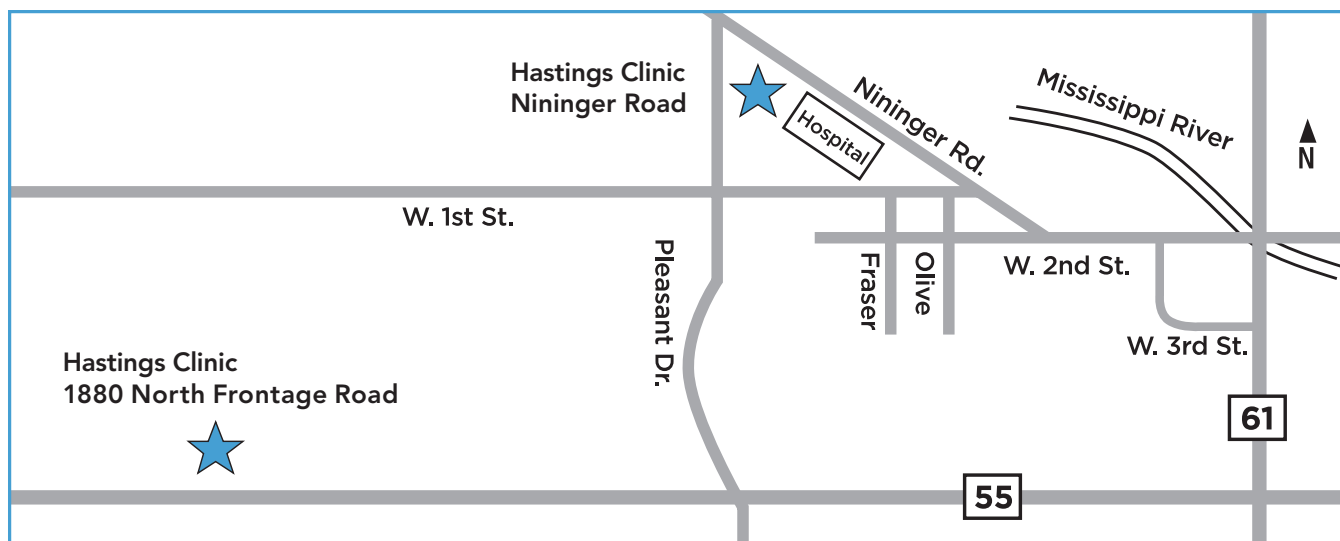 Hastings Clinic
Nininger Road
Hospital
Nininger Rd.
Mississippi River
N
W. 1st St.
Pleasant Dr.
Fraser
Olive
W. 2nd St.
W. 3rd St.
Hastings Clinic
1880 North Frontage Road
61
55